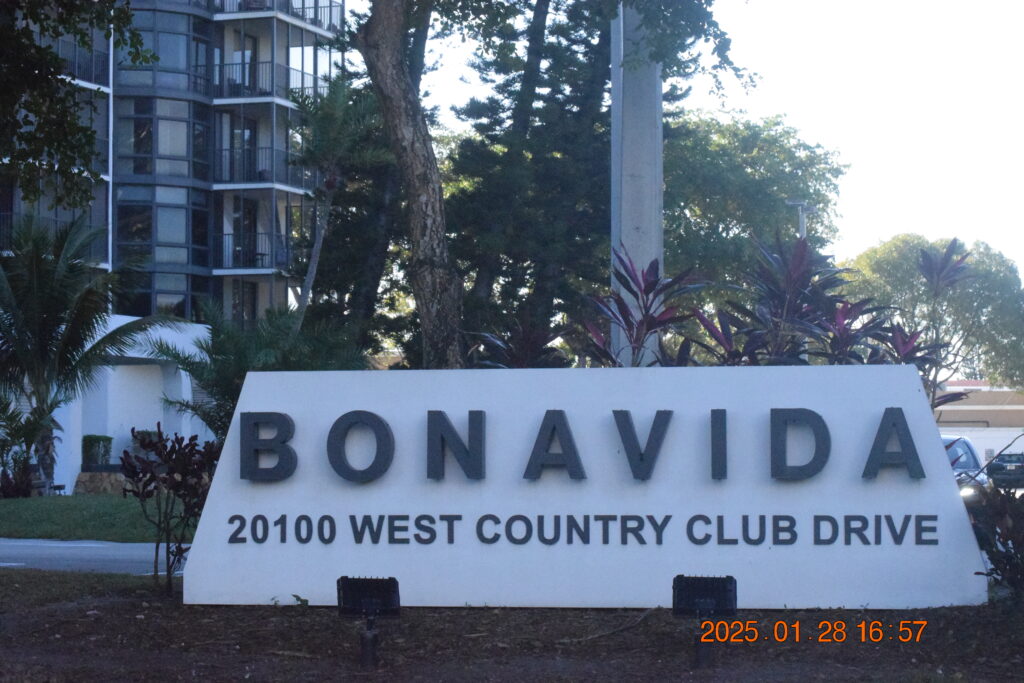 BONAVIDA
20100 WEST COUNTRY CLUB DRIVE
2025.01.28 16:57